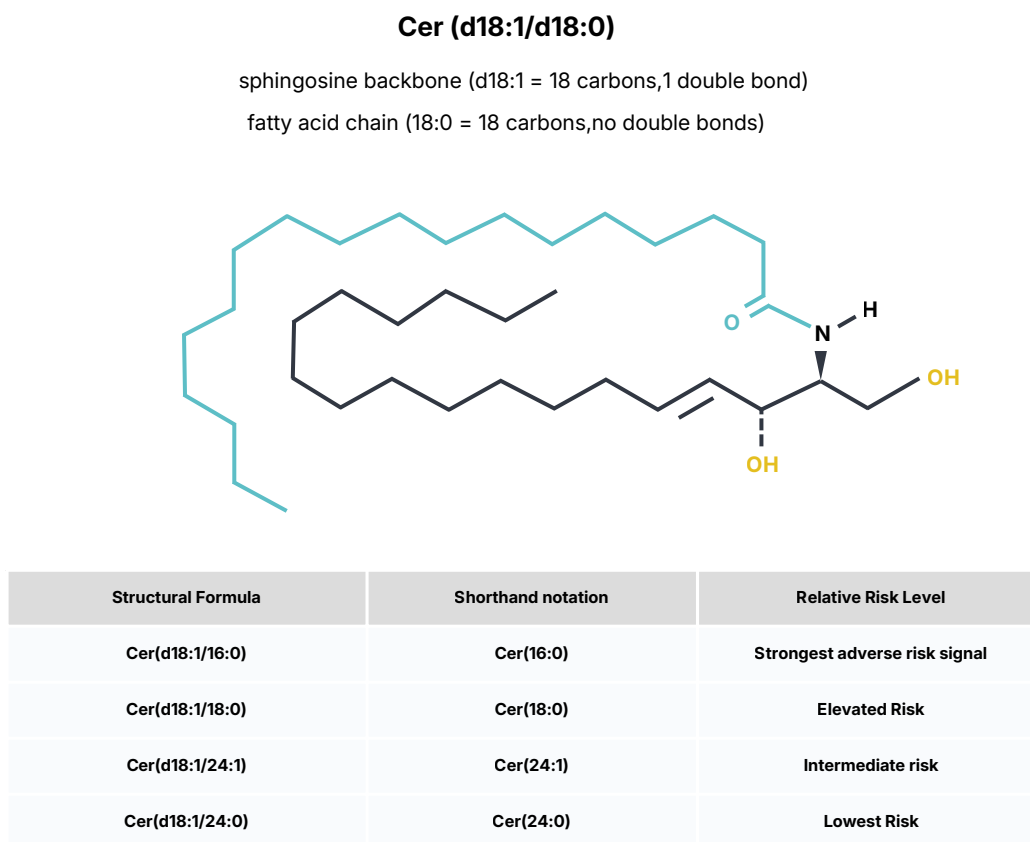 Cer (d18:1/d18:0)
sphingosine backbone (d18:1 = 18 carbons,1 double bond)
fatty acid chain (18:0 = 18 carbons,no double bonds)
H
O
N
OH
OH
Structural Formula Shorthand notation Relative Risk Level
Cer(d18:1/16:0) Cer(16:0) Strongest adverse risk signal
Cer(d18:1/18:0) Cer(18:0) Elevated Risk
Cer(d18:1/24:1) Cer(24:1) Intermediate risk
Cer(d18:1/24:0) Cer(24:0) Lowest Risk